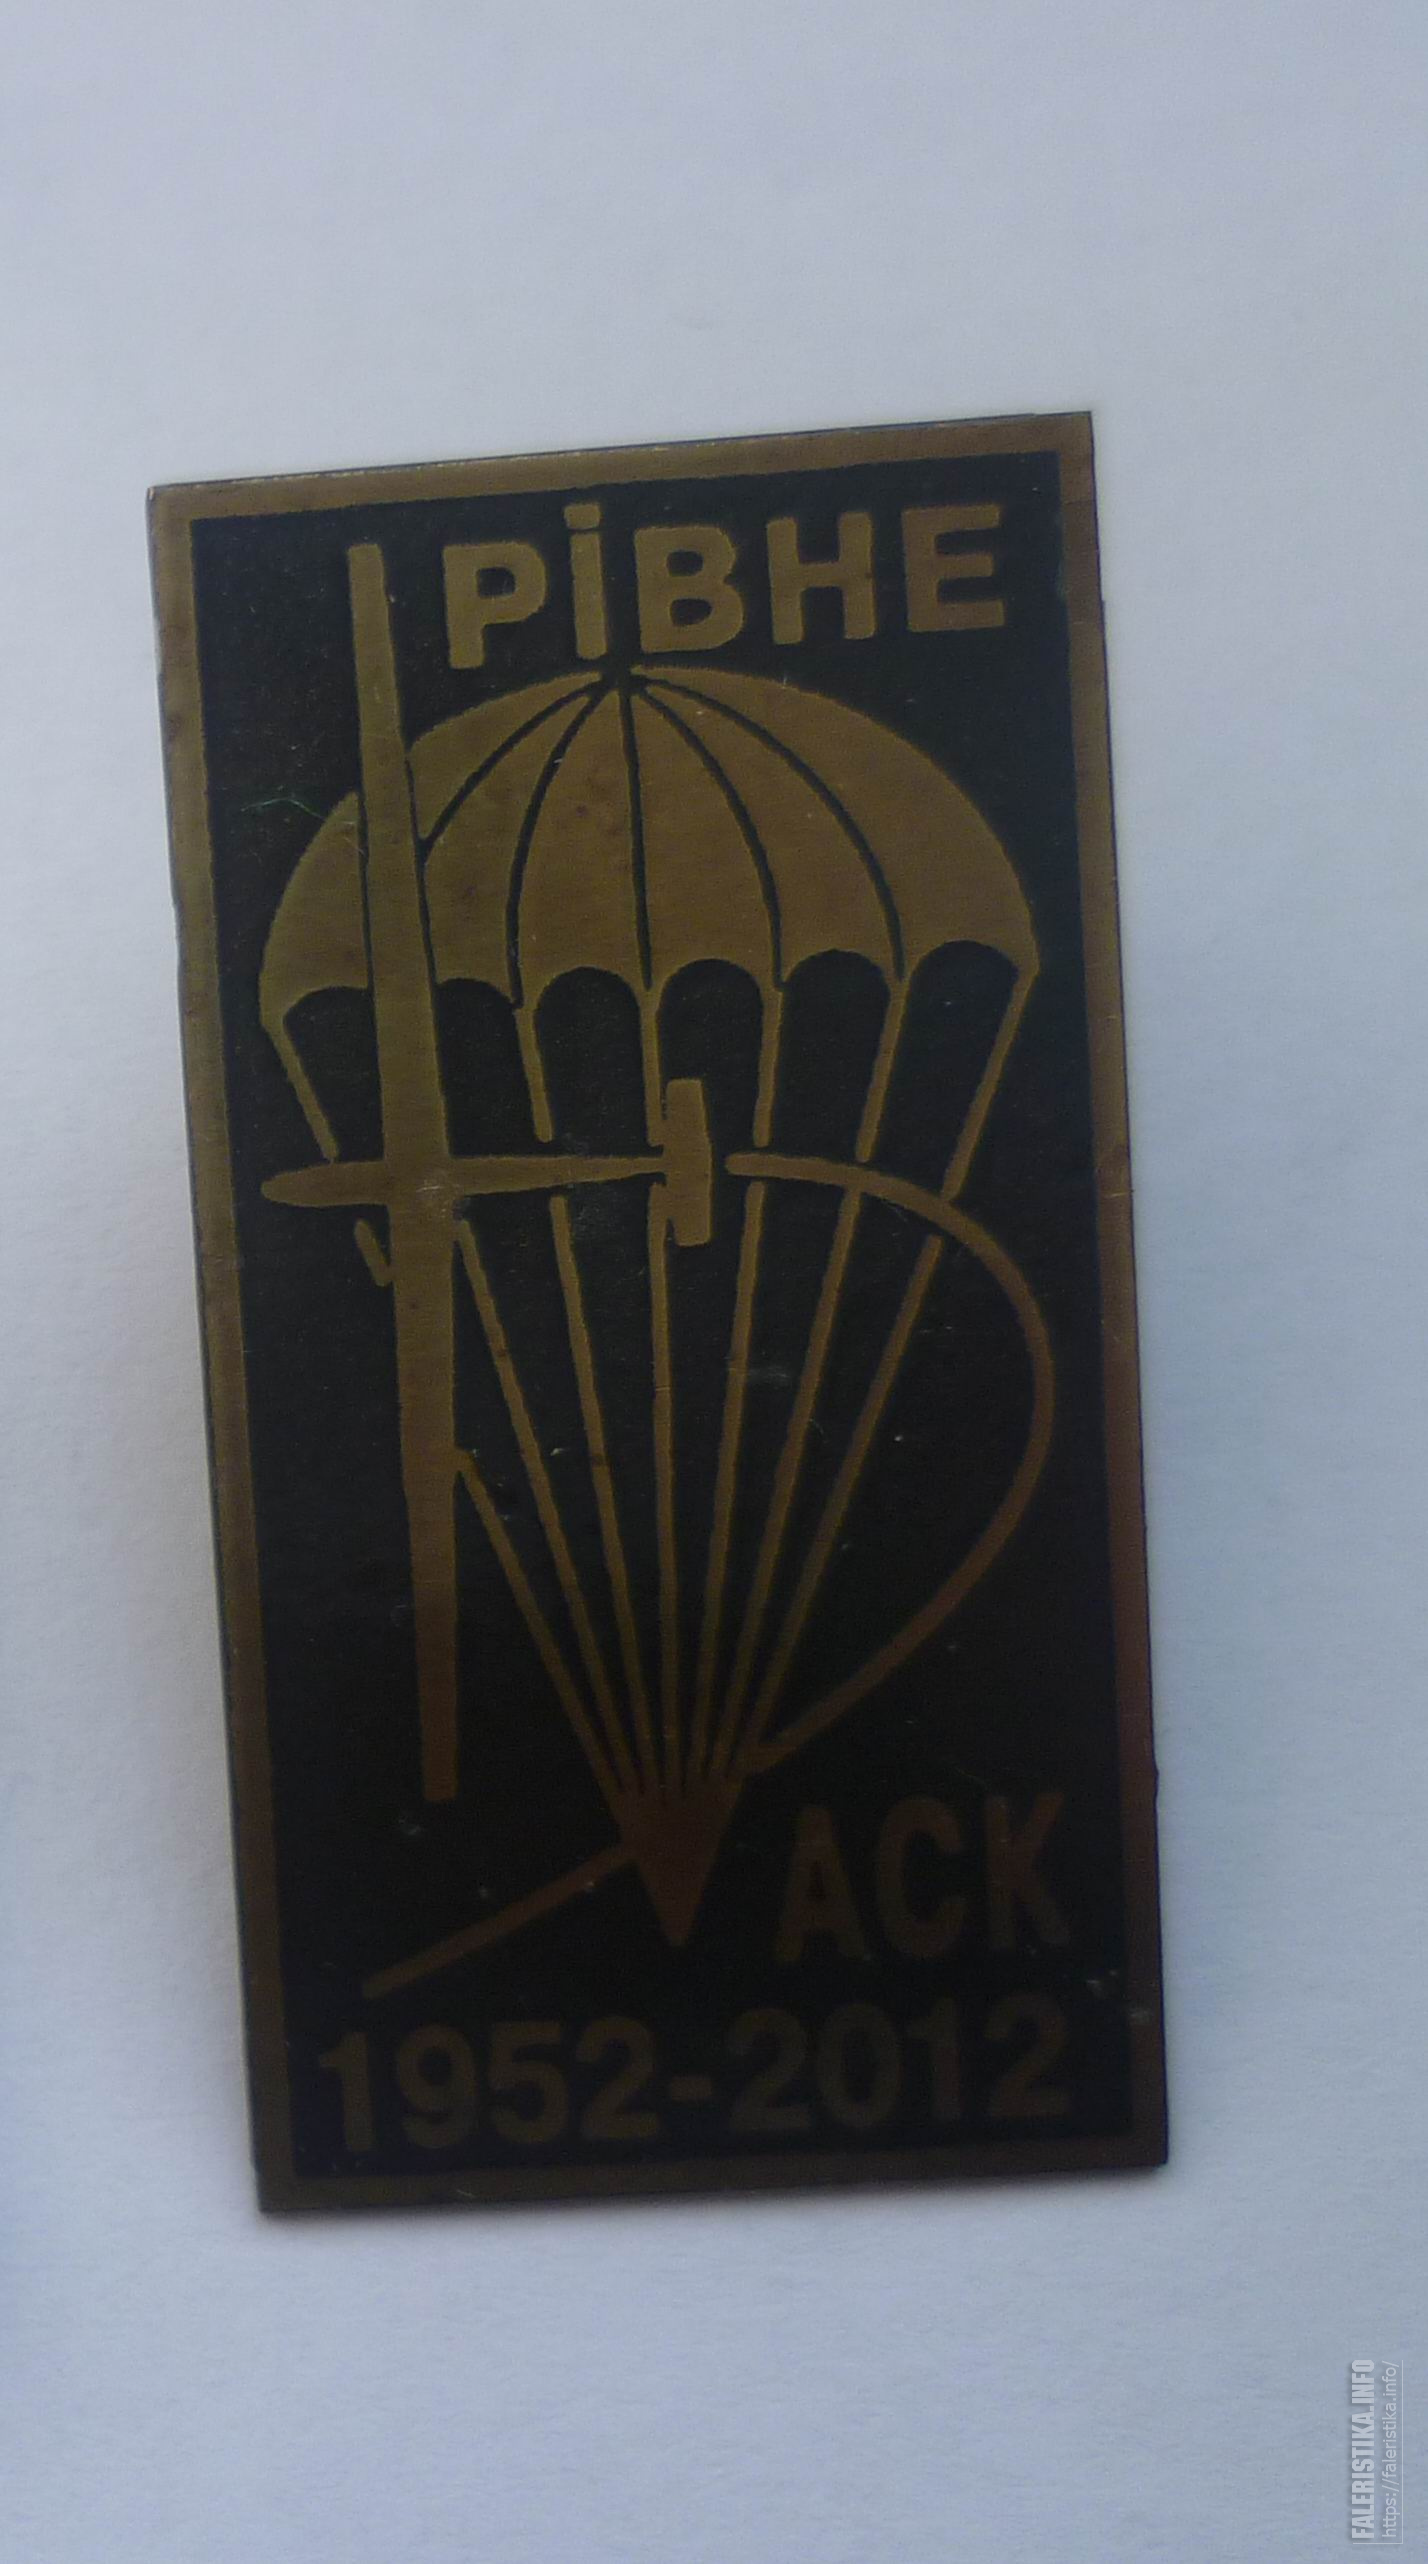 РіВНЕ
АСК
1952-2012
FALERISTIKA.INFO
https://faleristika.info/